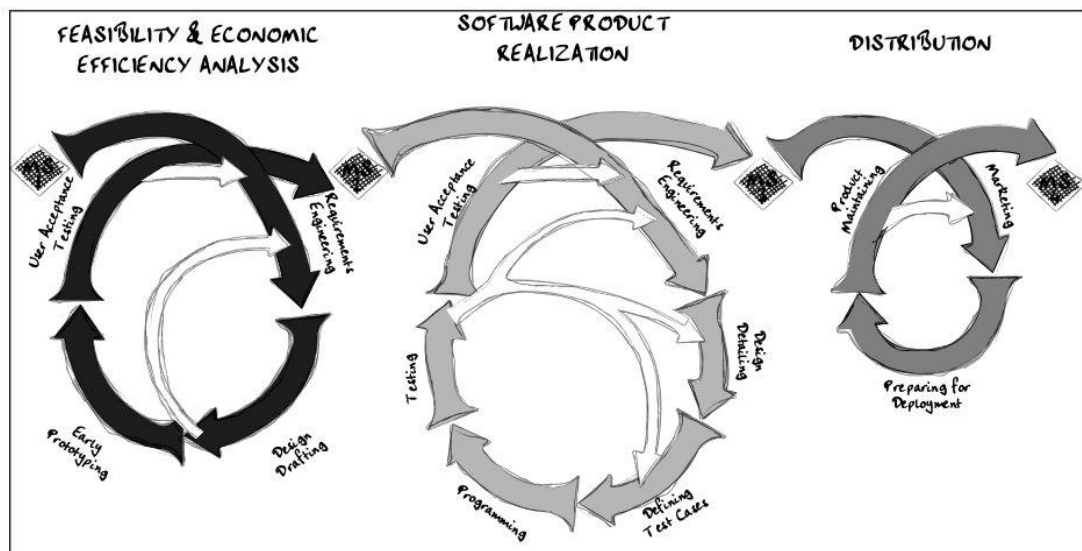 FEASIBILITY & ECONOMIC
EFFICIENCY ANALYSIS
SOFTWARE PRODUCT
REALIZATION
DISTRIBUTION
User Acceptance
Testing
Requirements
Engineering
Early
Prototyping
Design
Drafting
User Acceptance
Testing
Requirements
Engineering
Testing
Design
Detailing
Programming
Defining
Test Cases
Product
Maintaining
Marketing
Preparing for
Deployment